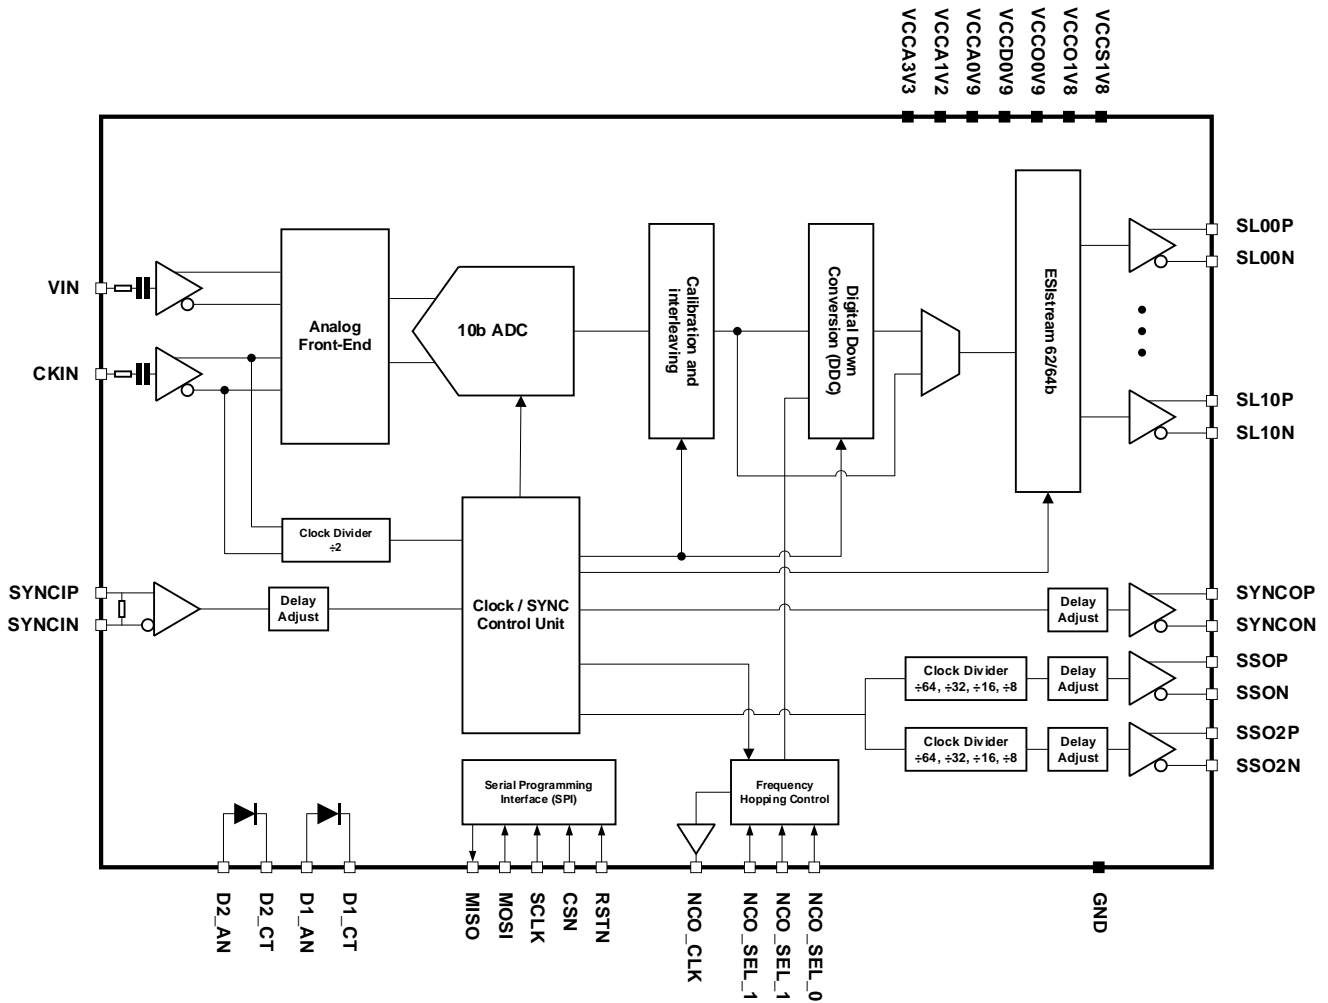 VCCA3V3
VCCA1V2
VCCA0V9
VCCD0V9
VCCO0V9
VCCO1V8
VCCS1V8
VIN
CKIN
Analog
Front-End
10b ADC
Calibration and
interleaving
Digital Down
Conversion (DDC)
ESIstream 62/64b
SL00P
SL00N
SL10P
SL10N
Clock Divider
÷2
SYNCIP
SYNCIN
Delay
Adjust
Clock / SYNC
Control Unit
Delay
Adjust
SYNCOP
SYNCON
Clock Divider
÷64, ÷32, ÷16, ÷8
Delay
Adjust
SSOP
SSON
Clock Divider
÷64, ÷32, ÷16, ÷8
Delay
Adjust
SSO2P
SSO2N
Serial Programming
Interface (SPI)
Frequency
Hopping Control
D2_AN
D2_CT
D1_AN
D1_CT
MISO
MOSI
SCLK
CSN
RSTN
NCO_CLK
NCO_SEL_1
NCO_SEL_1
NCO_SEL_0
GND